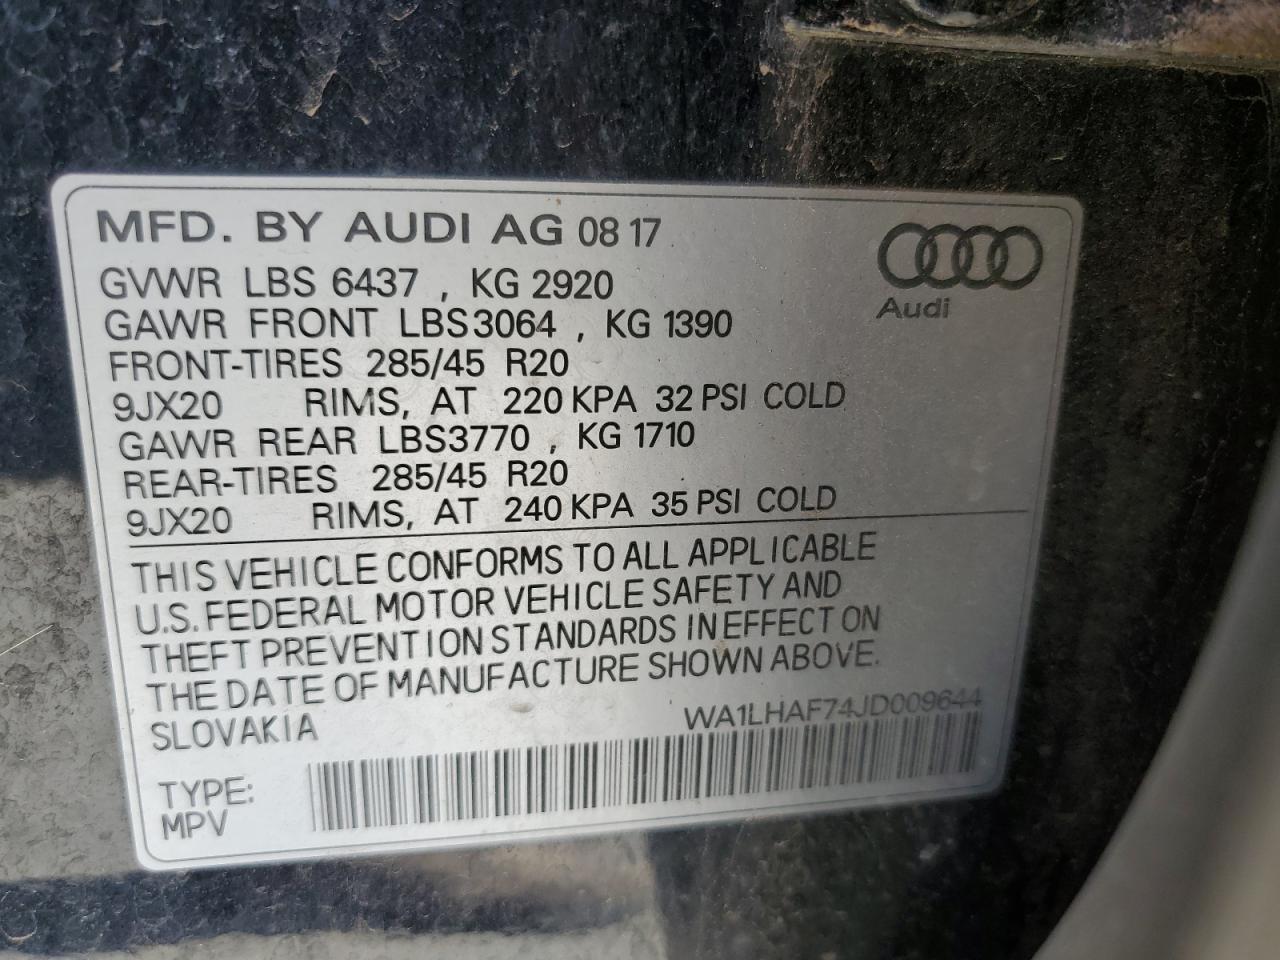 MFD. BY AUDI AG 08 17
Audi
GVWR LBS 6437 , KG 2920
GAWR FRONT LBS3064 , KG 1390
FRONT-TIRES 285/45 R20
9JX20 RIMS, AT 220 KPA 32 PSI COLD
GAWR REAR LBS3770 , KG 1710
REAR-TIRES 285/45 R20
9JX20 RIMS, AT 240 KPA 35 PSI COLD
THIS VEHICLE CONFORMS TO ALL APPLICABLE
U.S. FEDERAL MOTOR VEHICLE SAFETY AND
THEFT PREVENTION STANDARDS IN EFFECT ON
THE DATE OF MANUFACTURE SHOWN ABOVE.
SLOVAKIA WA1LHAF74JD009644
TYPE:
MPV